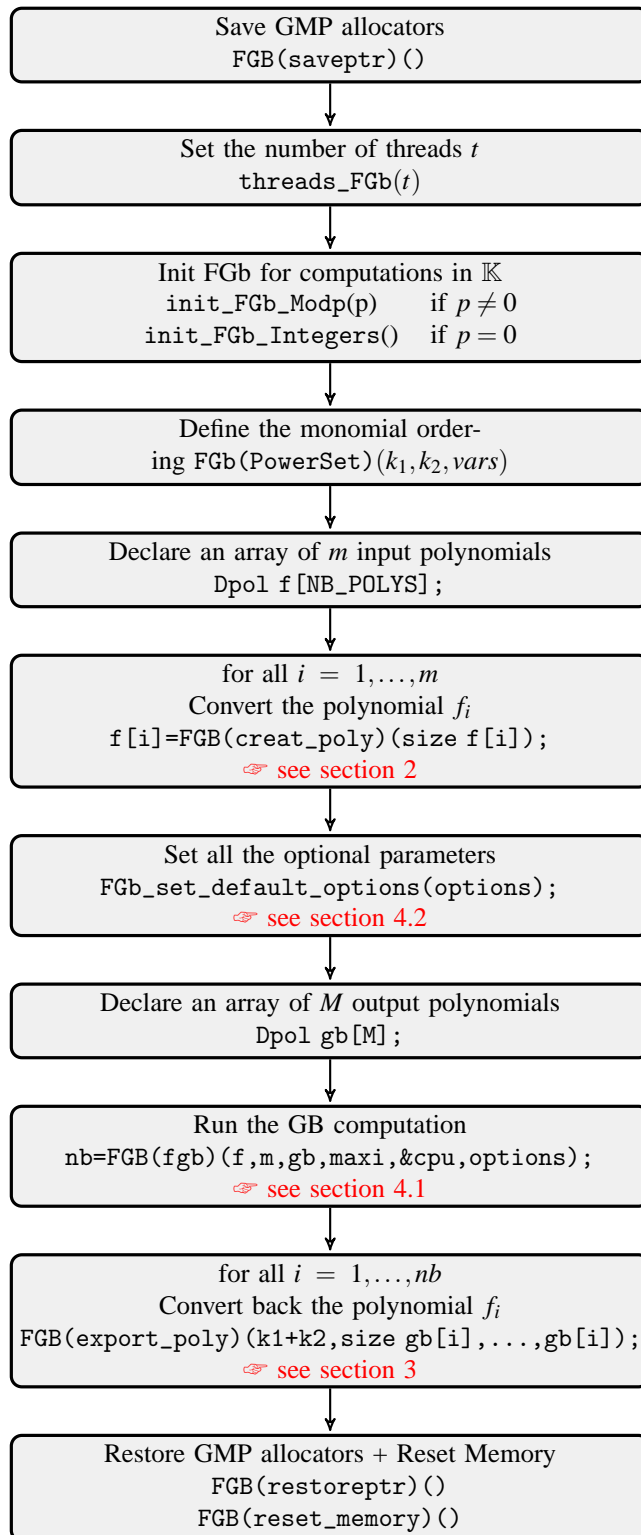 Save GMP allocators
FGB(saveptr)()
Set the number of threads t
threads_FGb(t)
Init FGb for computations in 𝕂
init_FGb_Modp(p) if p ≠ 0
init_FGb_Integers() if p = 0
Define the monomial order-
ing FGb(PowerSet)(k₁,k₂,vars)
Declare an array of m input polynomials
Dpol f[NB_POLYS];
for all i = 1,...,m
Convert the polynomial fᵢ
f[i]=FGB(creat_poly)(size f[i]);
☞ see section 2
Set all the optional parameters
FGb_set_default_options(options);
☞ see section 4.2
Declare an array of M output polynomials
Dpol gb[M];
Run the GB computation
nb=FGB(fgb)(f,m,gb,maxi,&cpu,options);
☞ see section 4.1
for all i = 1,...,nb
Convert back the polynomial fᵢ
FGB(export_poly)(k1+k2,size gb[i],...,gb[i]);
☞ see section 3
Restore GMP allocators + Reset Memory
FGB(restoreptr)()
FGB(reset_memory)()